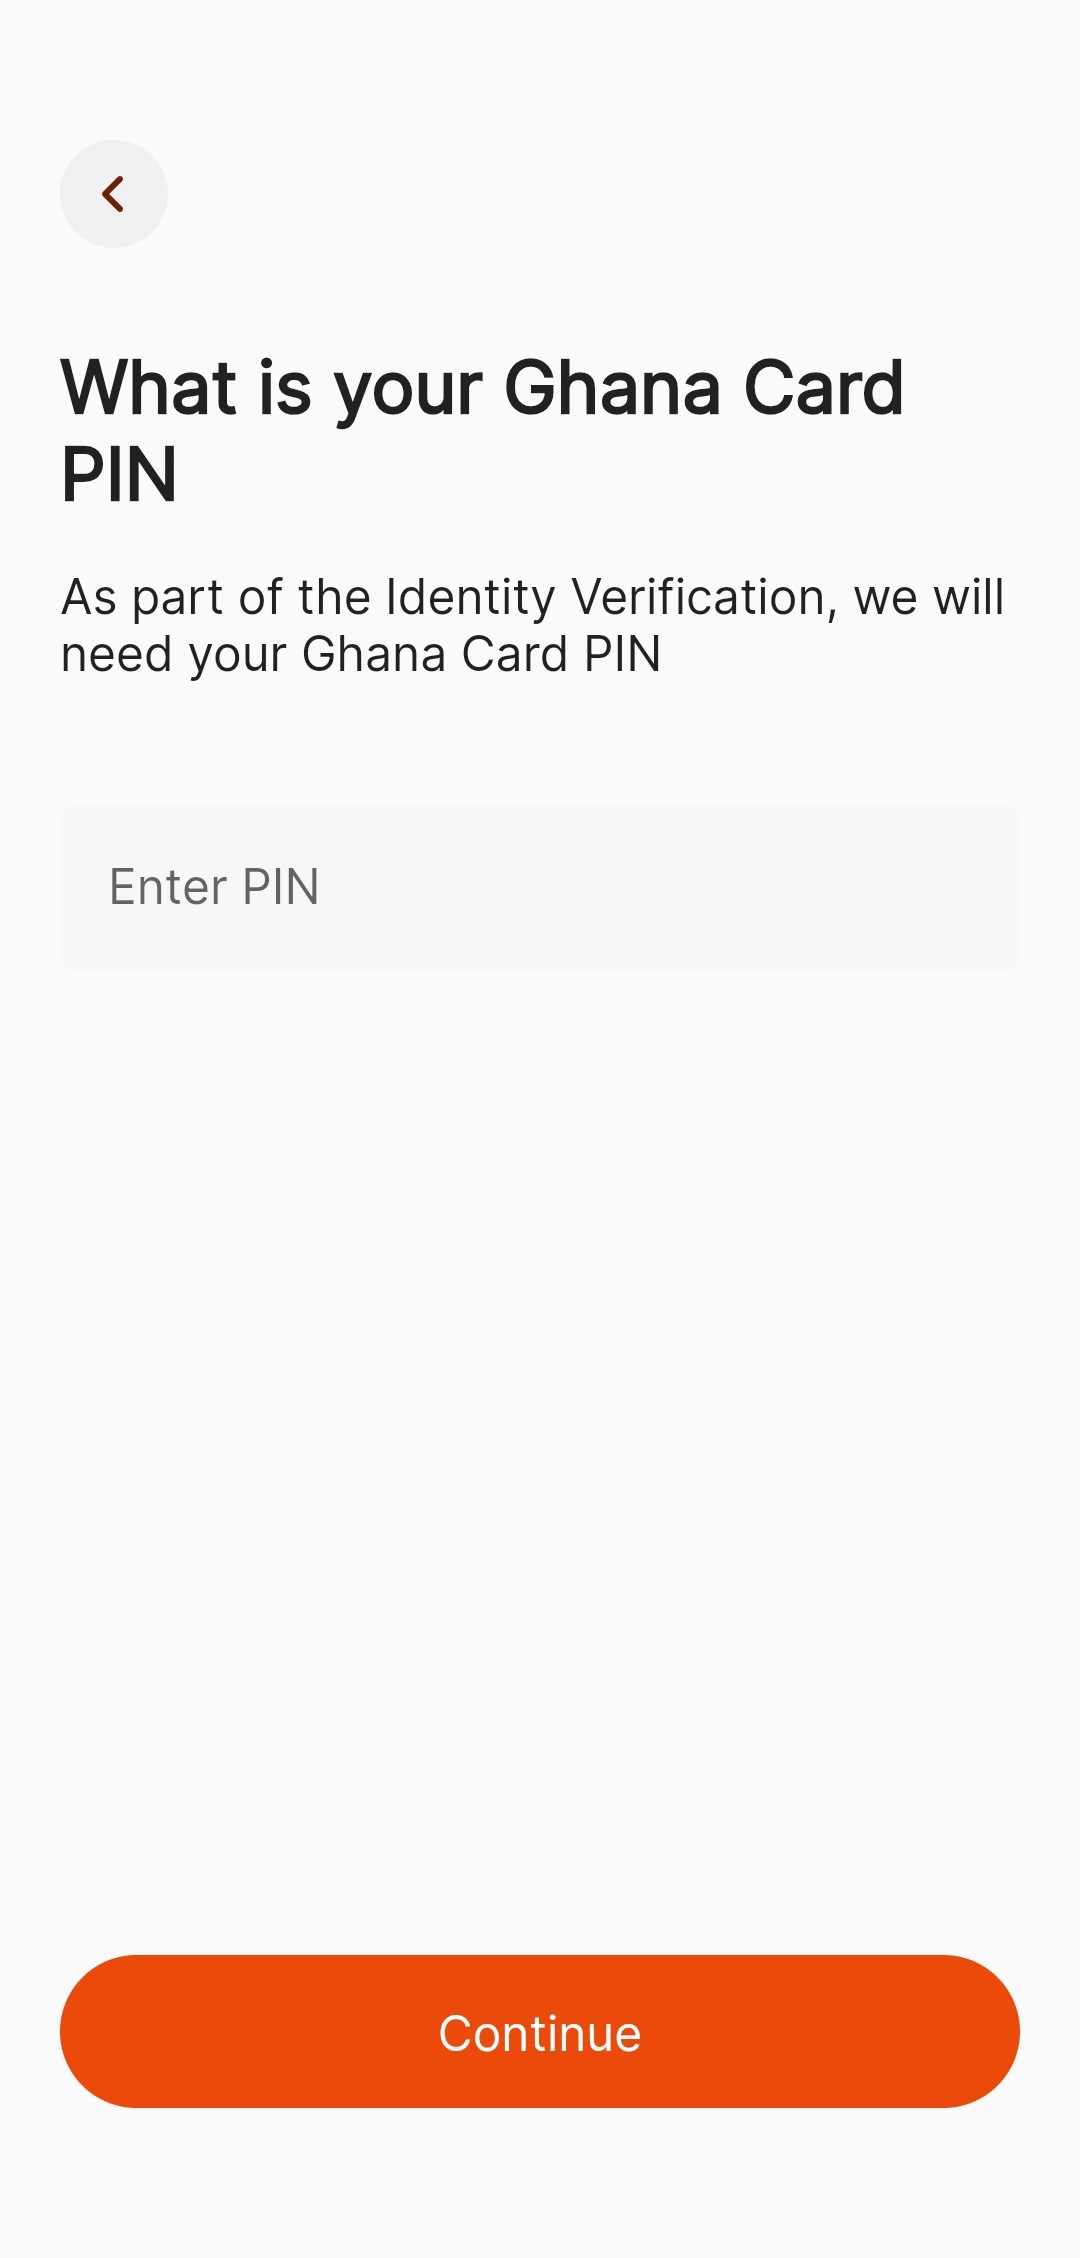 What is your Ghana Card
PIN
As part of the Identity Verification, we will
need your Ghana Card PIN
Enter PIN
Continue